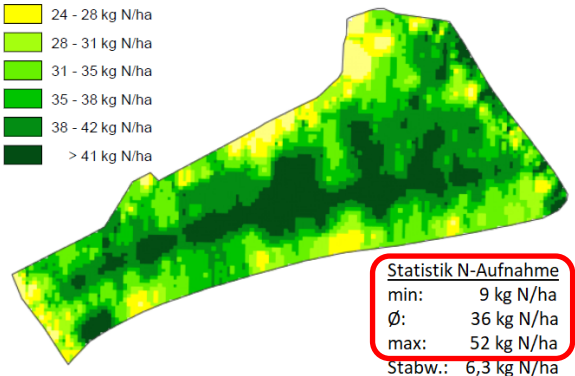 24 - 28 kg N/ha
28 - 31 kg N/ha
31 - 35 kg N/ha
35 - 38 kg N/ha
38 - 42 kg N/ha
> 41 kg N/ha
Statistik N-Aufnahme
min: 9 kg N/ha
Ø: 36 kg N/ha
max: 52 kg N/ha
Stabw.: 6,3 kg N/ha